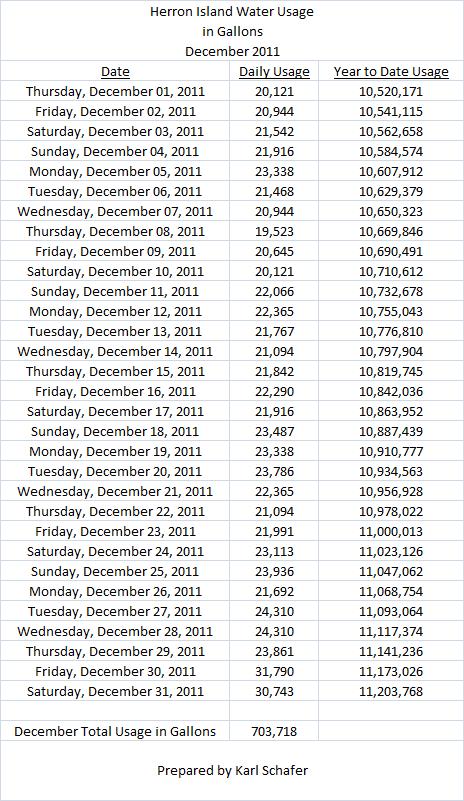 Herron Island Water Usage
in Gallons
December 2011
Date Daily Usage Year to Date Usage
Thursday, December 01, 2011 20,121 10,520,171
Friday, December 02, 2011 20,944 10,541,115
Saturday, December 03, 2011 21,542 10,562,658
Sunday, December 04, 2011 21,916 10,584,574
Monday, December 05, 2011 23,338 10,607,912
Tuesday, December 06, 2011 21,468 10,629,379
Wednesday, December 07, 2011 20,944 10,650,323
Thursday, December 08, 2011 19,523 10,669,846
Friday, December 09, 2011 20,645 10,690,491
Saturday, December 10, 2011 20,121 10,710,612
Sunday, December 11, 2011 22,066 10,732,678
Monday, December 12, 2011 22,365 10,755,043
Tuesday, December 13, 2011 21,767 10,776,810
Wednesday, December 14, 2011 21,094 10,797,904
Thursday, December 15, 2011 21,842 10,819,745
Friday, December 16, 2011 22,290 10,842,036
Saturday, December 17, 2011 21,916 10,863,952
Sunday, December 18, 2011 23,487 10,887,439
Monday, December 19, 2011 23,338 10,910,777
Tuesday, December 20, 2011 23,786 10,934,563
Wednesday, December 21, 2011 22,365 10,956,928
Thursday, December 22, 2011 21,094 10,978,022
Friday, December 23, 2011 21,991 11,000,013
Saturday, December 24, 2011 23,113 11,023,126
Sunday, December 25, 2011 23,936 11,047,062
Monday, December 26, 2011 21,692 11,068,754
Tuesday, December 27, 2011 24,310 11,093,064
Wednesday, December 28, 2011 24,310 11,117,374
Thursday, December 29, 2011 23,861 11,141,236
Friday, December 30, 2011 31,790 11,173,026
Saturday, December 31, 2011 30,743 11,203,768
December Total Usage in Gallons 703,718
Prepared by Karl Schafer